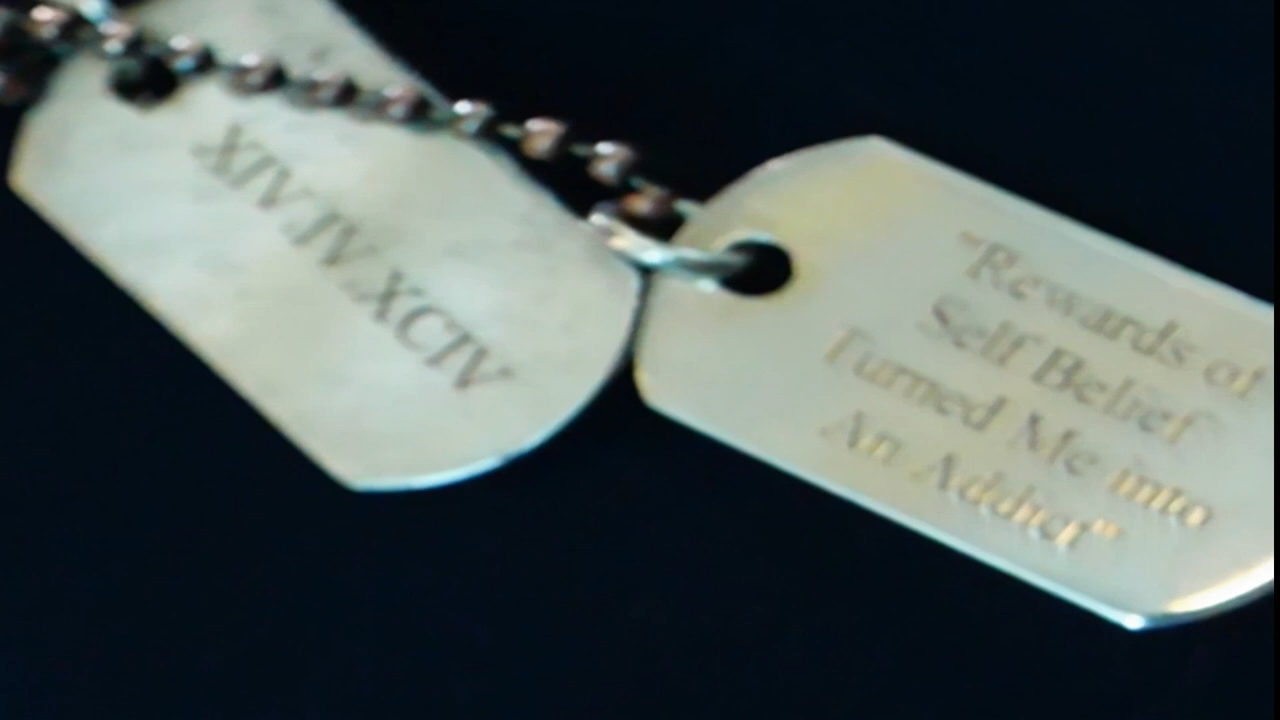 XIV.IV.XCIV
"Rewards of
Self Belief
Turned Me into
An Addict"